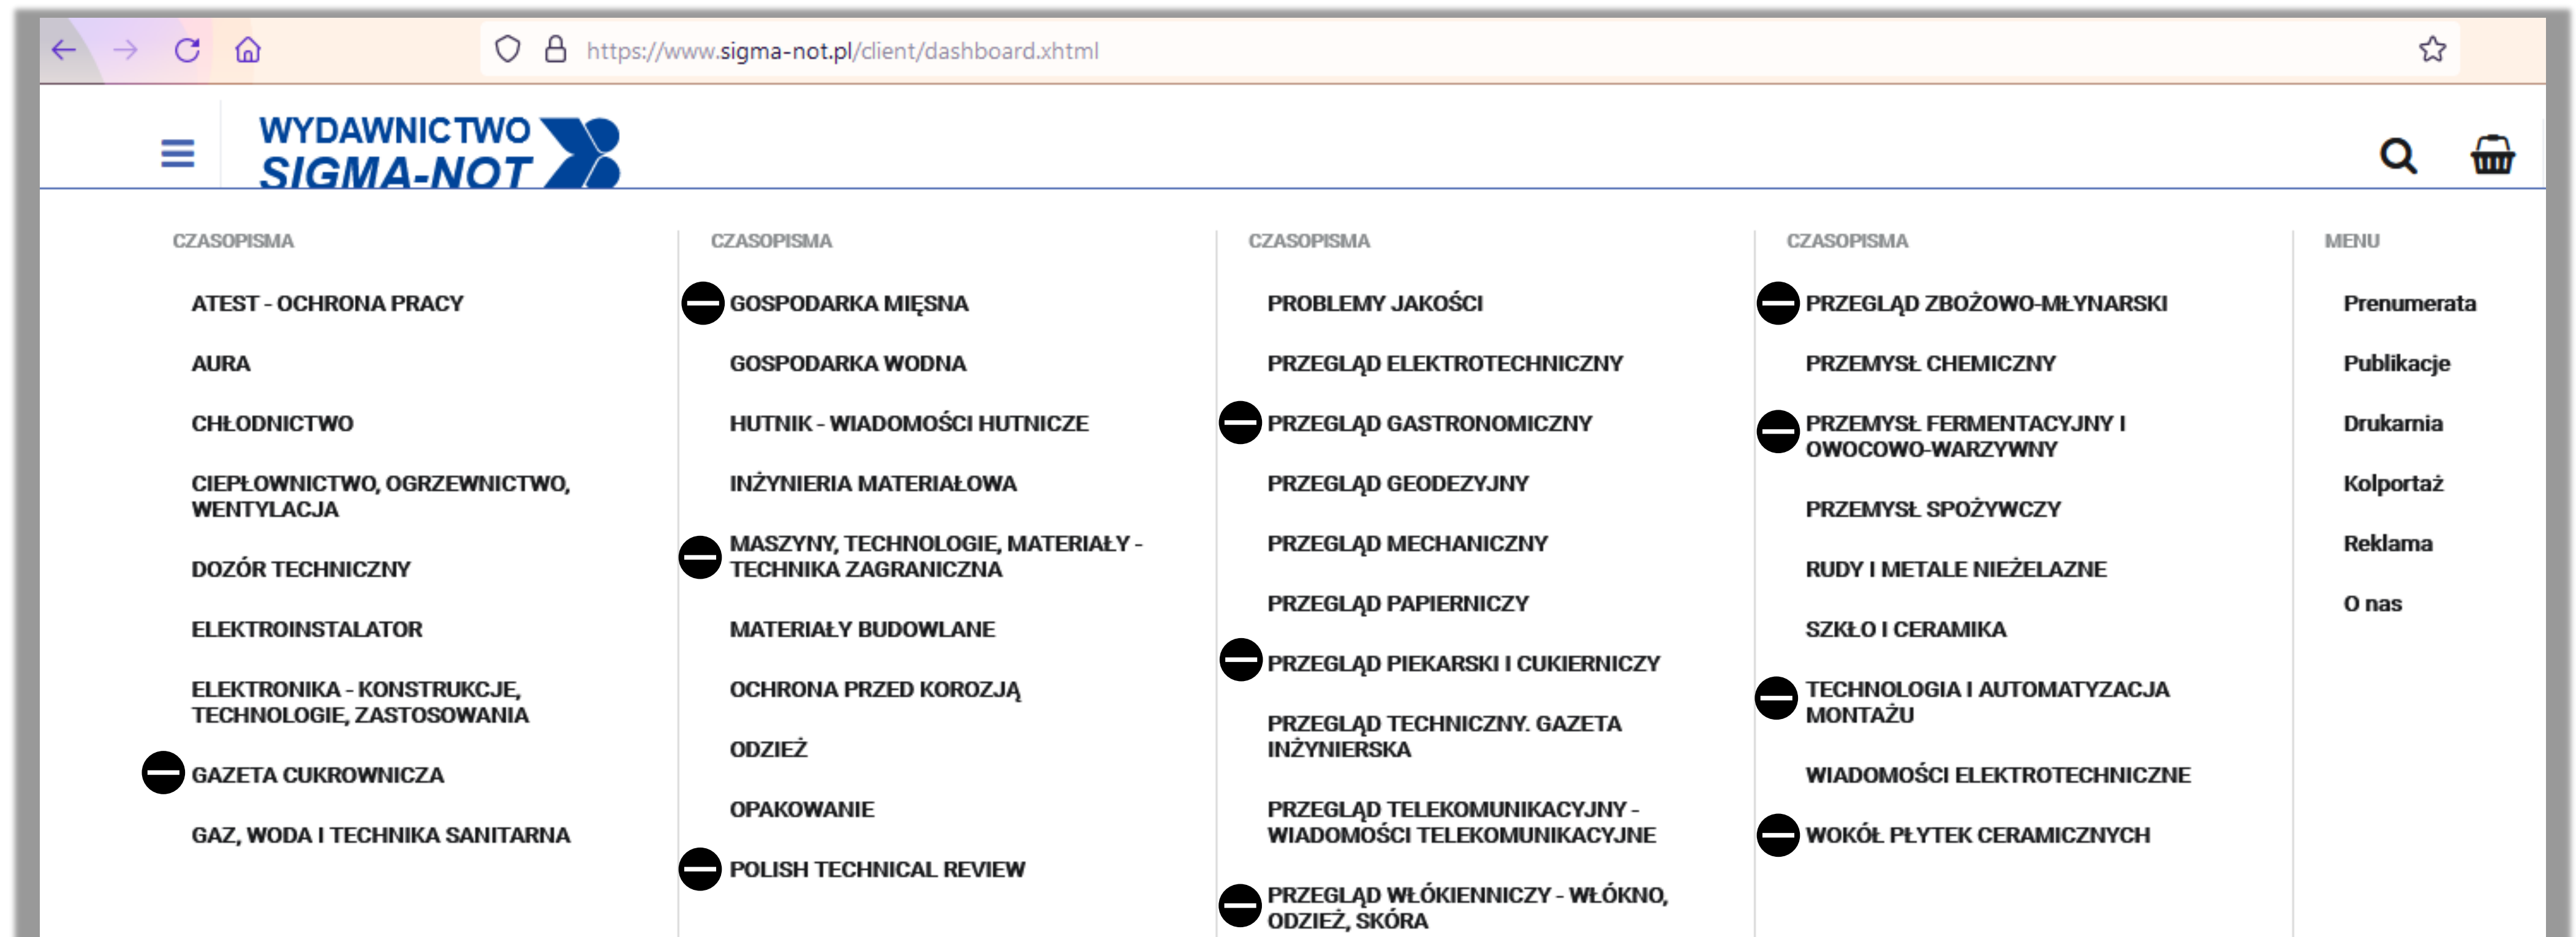 https://www.sigma-not.pl/client/dashboard.xhtml
WYDAWNICTWO
SIGMA-NOT
CZASOPISMA
ATEST - OCHRONA PRACY
AURA
CHŁODNICTWO
CIEPŁOWNICTWO, OGRZEWNICTWO,
WENTYLACJA
DOZÓR TECHNICZNY
ELEKTROINSTALATOR
ELEKTRONIKA - KONSTRUKCJE,
TECHNOLOGIE, ZASTOSOWANIA
GAZETA CUKROWNICZA
GAZ, WODA I TECHNIKA SANITARNA
CZASOPISMA
GOSPODARKA MIĘSNA
GOSPODARKA WODNA
HUTNIK - WIADOMOŚCI HUTNICZE
INŻYNIERIA MATERIAŁOWA
MASZYNY, TECHNOLOGIE, MATERIAŁY -
TECHNIKA ZAGRANICZNA
MATERIAŁY BUDOWLANE
OCHRONA PRZED KOROZJĄ
ODZIEŻ
OPAKOWANIE
POLISH TECHNICAL REVIEW
CZASOPISMA
PROBLEMY JAKOŚCI
PRZEGLĄD ELEKTROTECHNICZNY
PRZEGLĄD GASTRONOMICZNY
PRZEGLĄD GEODEZYJNY
PRZEGLĄD MECHANICZNY
PRZEGLĄD PAPIERNICZY
PRZEGLĄD PIEKARSKI I CUKIERNICZY
PRZEGLĄD TECHNICZNY. GAZETA
INŻYNIERSKA
PRZEGLĄD TELEKOMUNIKACYJNY -
WIADOMOŚCI TELEKOMUNIKACYJNE
PRZEGLĄD WŁÓKIENNICZY - WŁÓKNO,
ODZIEŻ, SKÓRA
CZASOPISMA
PRZEGLĄD ZBOŻOWO-MŁYNARSKI
PRZEMYSŁ CHEMICZNY
PRZEMYSŁ FERMENTACYJNY I
OWOCOWO-WARZYWNY
PRZEMYSŁ SPOŻYWCZY
RUDY I METALE NIEŻELAZNE
SZKŁO I CERAMIKA
TECHNOLOGIA I AUTOMATYZACJA
MONTAŻU
WIADOMOŚCI ELEKTROTECHNICZNE
WOKÓŁ PŁYTEK CERAMICZNYCH
MENU
Prenumerata
Publikacje
Drukarnia
Kolportaż
Reklama
O nas